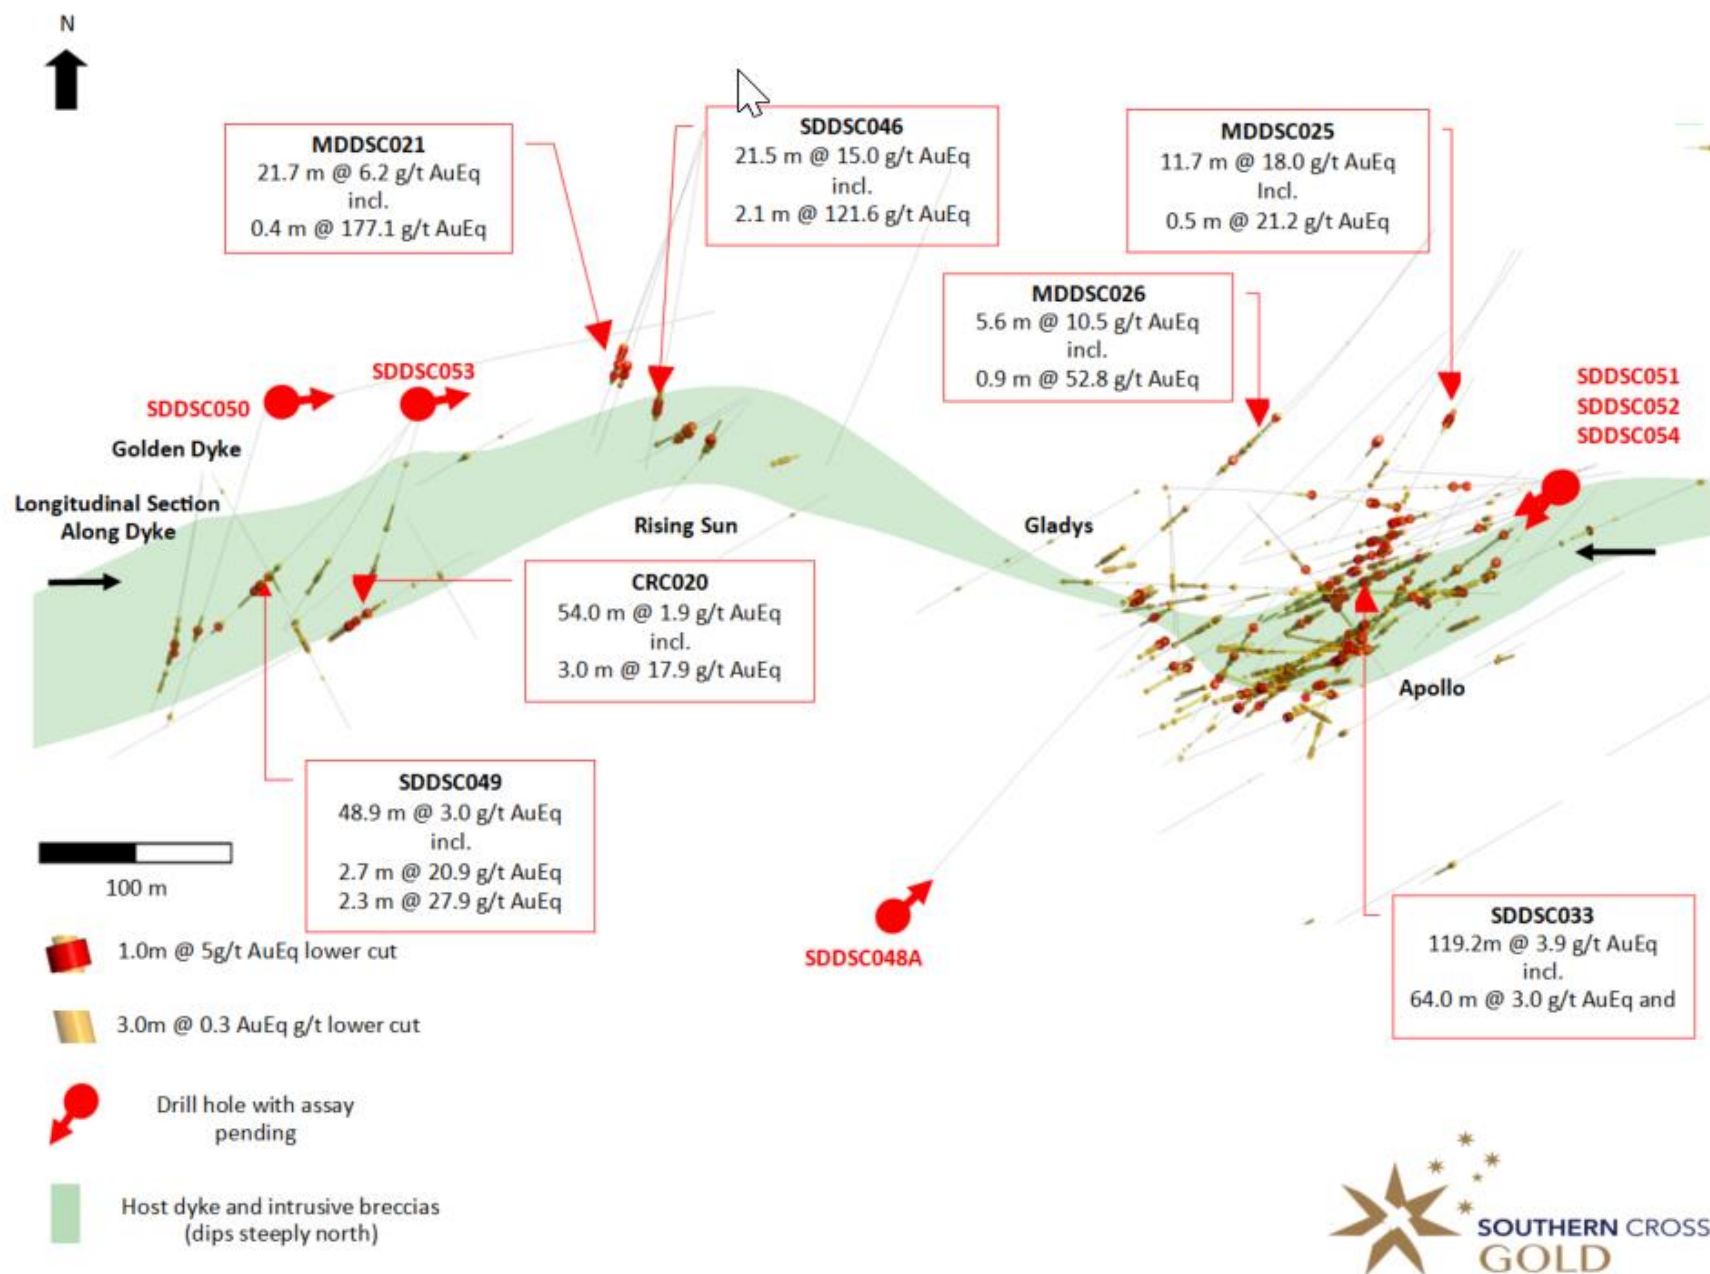 N
MDDSC021
21.7 m @ 6.2 g/t AuEq
incl.
0.4 m @ 177.1 g/t AuEq
SDDSC046
21.5 m @ 15.0 g/t AuEq
incl.
2.1 m @ 121.6 g/t AuEq
MDDSC025
11.7 m @ 18.0 g/t AuEq
Incl.
0.5 m @ 21.2 g/t AuEq
MDDSC026
5.6 m @ 10.5 g/t AuEq
incl.
0.9 m @ 52.8 g/t AuEq
SDDSC050
SDDSC053
SDDSC051
SDDSC052
SDDSC054
Golden Dyke
Longitudinal Section
Along Dyke
Rising Sun
Gladys
Apollo
CRC020
54.0 m @ 1.9 g/t AuEq
incl.
3.0 m @ 17.9 g/t AuEq
SDDSC049
48.9 m @ 3.0 g/t AuEq
incl.
2.7 m @ 20.9 g/t AuEq
2.3 m @ 27.9 g/t AuEq
SDDSC048A
SDDSC033
119.2m @ 3.9 g/t AuEq
incl.
64.0 m @ 3.0 g/t AuEq and
100 m
1.0m @ 5g/t AuEq lower cut
3.0m @ 0.3 AuEq g/t lower cut
Drill hole with assay
pending
Host dyke and intrusive breccias
(dips steeply north)
SOUTHERN CROSS
GOLD